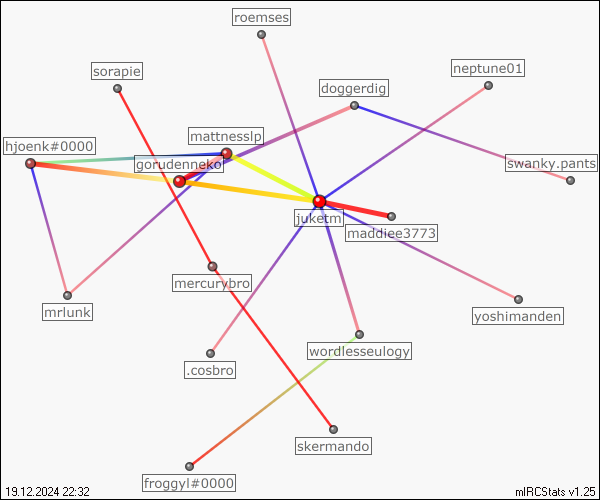 roemses
sorapie
neptune01
doggerdig
mattnesslp
hjoenk#0000
gorudenneko
swanky.pants
juketm
maddiee3773
mercurybro
mrlunk
yoshimanden
wordlesseulogy
.cosbro
skermando
froggyl#0000
19.12.2024 22:32
mIRCStats v1.25